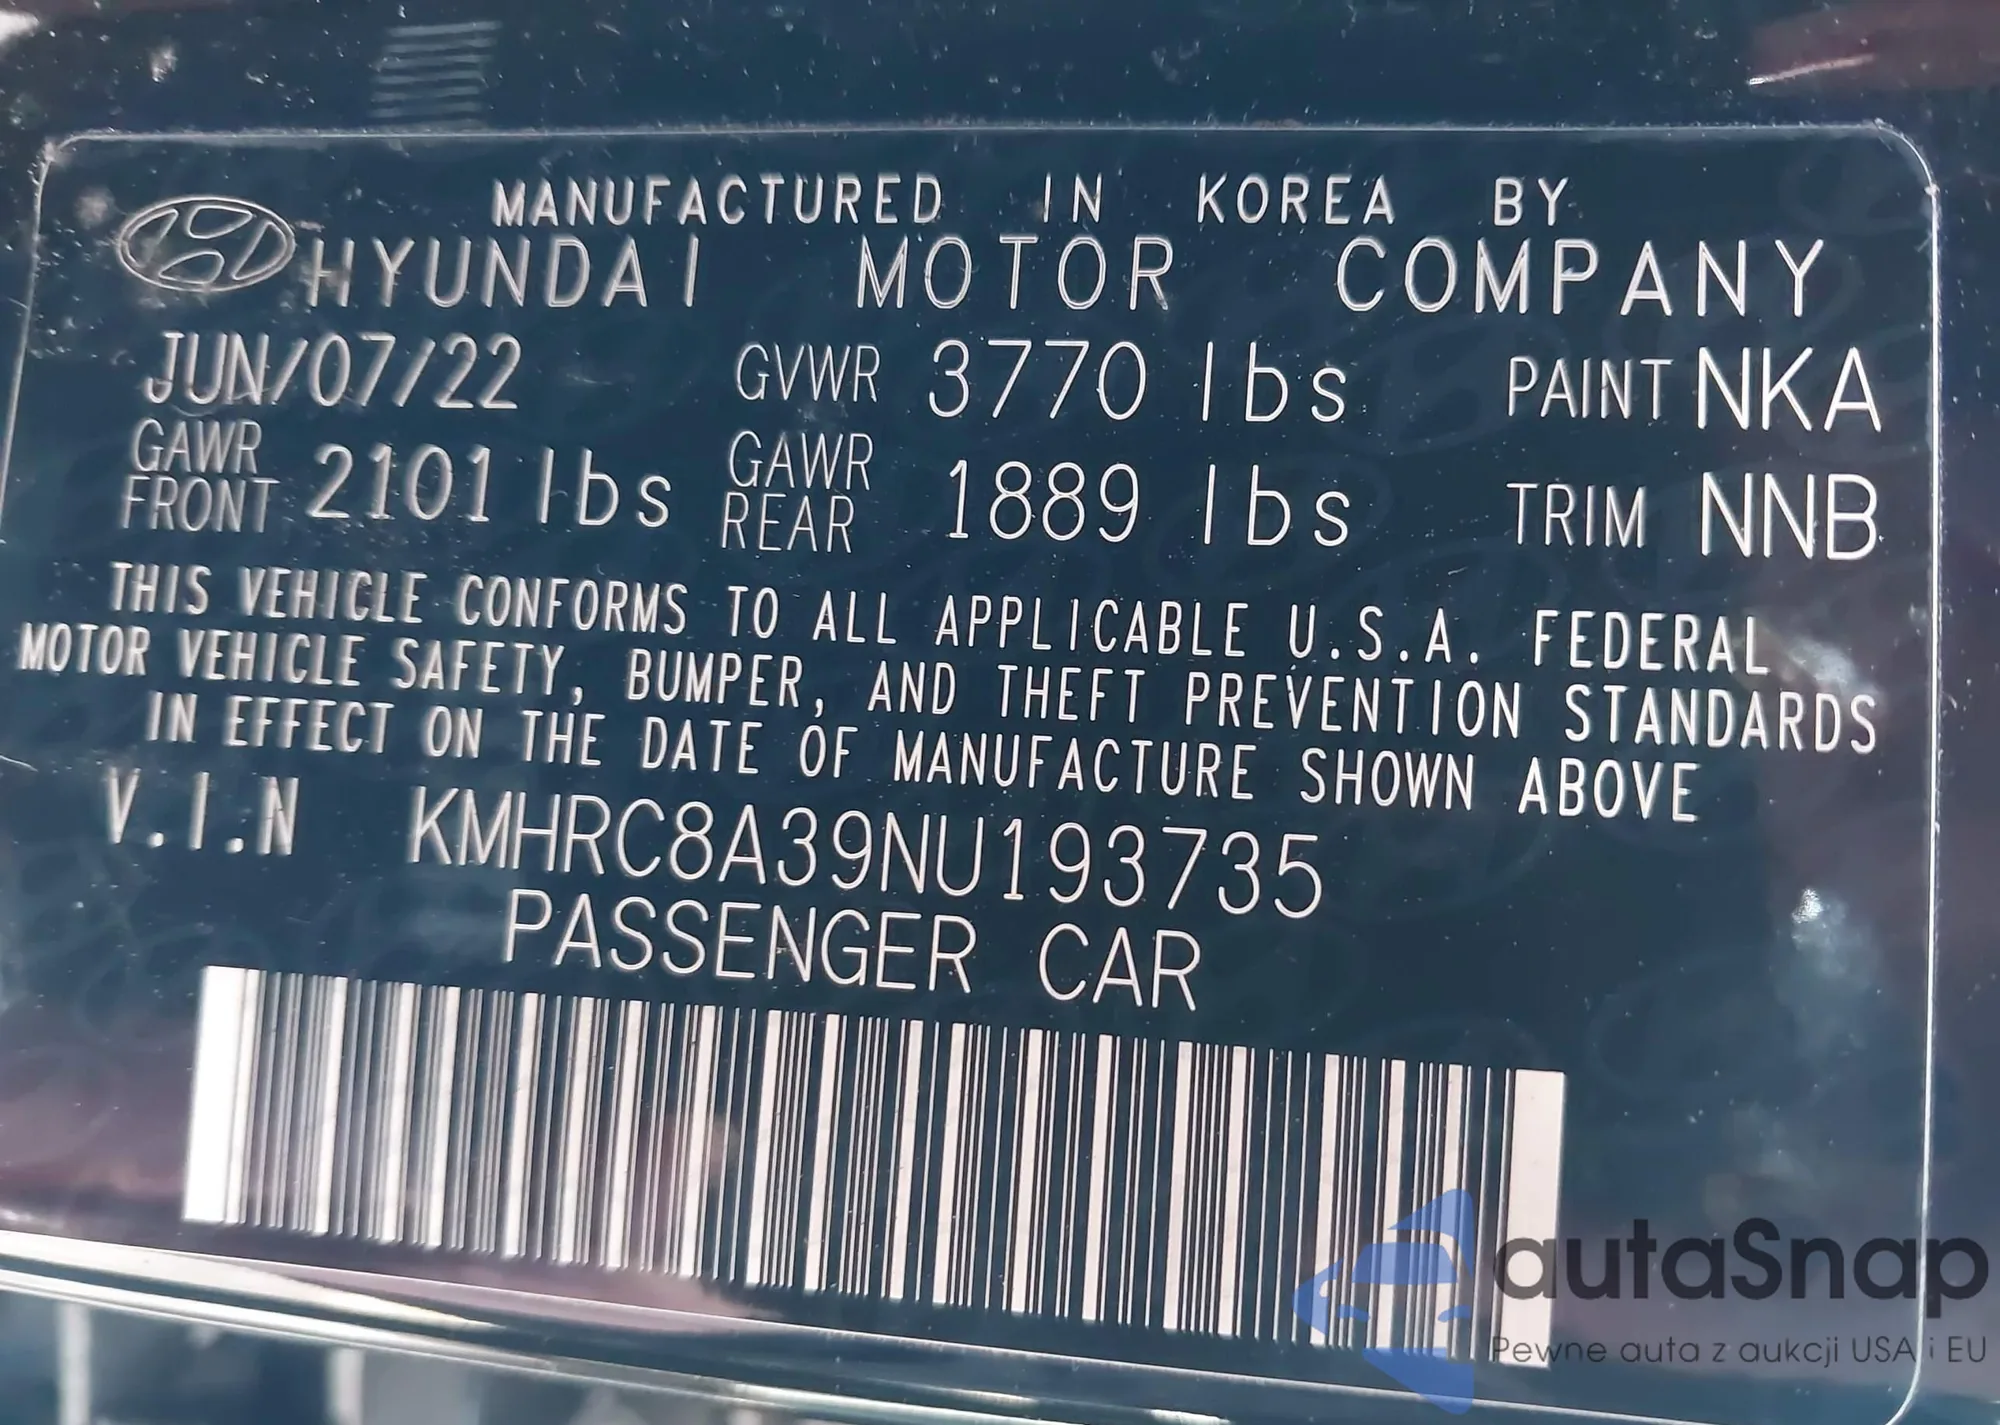 MANUFACTURED IN KOREA BY
HYUNDAI MOTOR COMPANY
JUN/07/22 GVWR 3770 lbs PAINT NKA
GAWR FRONT 2101 lbs GAWR REAR 1889 lbs TRIM NNB
THIS VEHICLE CONFORMS TO ALL APPLICABLE U.S.A. FEDERAL
MOTOR VEHICLE SAFETY, BUMPER, AND THEFT PREVENTION STANDARDS
IN EFFECT ON THE DATE OF MANUFACTURE SHOWN ABOVE
V.I.N KMHRC8A39NU193735
PASSENGER CAR
autaSnap
Pewne auta z aukcji USA i EU